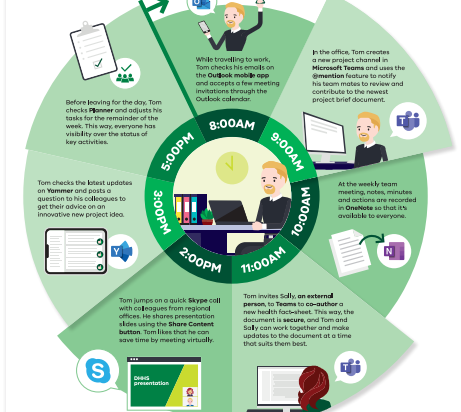 While travelling to work,
Tom checks his emails on
the Outlook mobile app
and accepts a few meeting
invitations through the
Outlook calendar.
In the office, Tom creates
a new project channel in
Microsoft Teams and uses the
@mention feature to notify
his team mates to review and
contribute to the newest
project brief document.
At the weekly team
meeting, notes, minutes
and actions are recorded
in OneNote so that it's
available to everyone.
Tom invites Sally, an external
person, to Teams to co-author a
new health fact-sheet. This way, the
document is secure, and Tom and
Sally can work together and make
updates to the document at a time
that suits them best.
Tom jumps on a quick Skype call
with colleagues from regional
offices. He shares presentation
slides using the Share Content
button. Tom likes that he can
save time by meeting virtually.
DHHS
presentation
Tom checks the latest updates
on Yammer and posts a
question to his colleagues to
get their advice on an
innovative new project idea.
Before leaving for the day, Tom
checks Planner and adjusts his
tasks for the remainder of the
week. This way, everyone has
visibility over the status of
key activities.
8:00AM
9:00AM
10:00AM
11:00AM
2:00PM
3:00PM
5:00PM